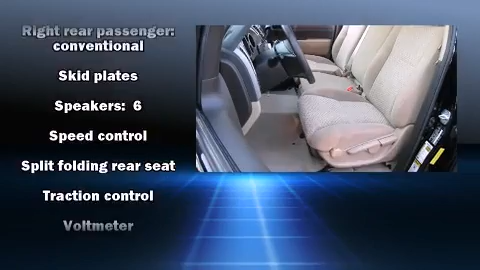 Right rear passenger:
conventional
Skid plates
Speakers: 6
Speed control
Split folding rear seat
Traction control
Voltmeter